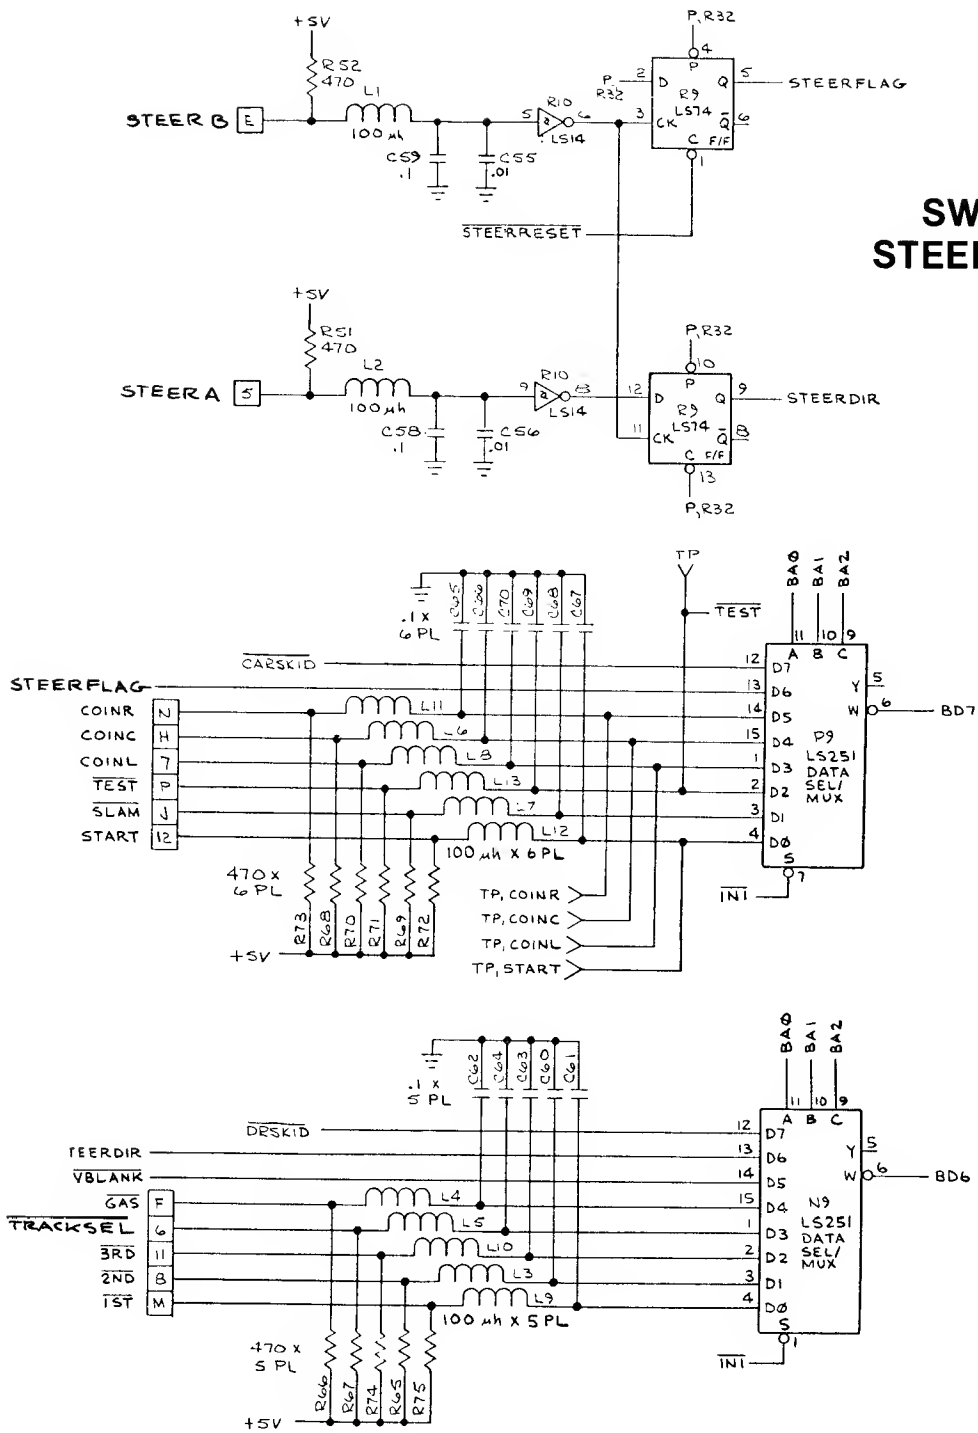 +5V
R52
470
STEER B E
L1
100 µh
C59
.1
C55
.01
5 R10 6
LS14
P, R32
4
P
2 D
P
R32
R9
LS74
Q 5 STEERFLAG
3 CK
Q 6
C F/F
1
STEERRESET
SW
STEE
+5V
R51
470
STEER A 5
L2
100 µh
C58
.1
C56
.01
9 R10 8
LS14
P, R32
10
P
12 D
R9
LS74
Q 9 STEERDIR
11 CK
Q 8
C F/F
13
P, R32
.1 x
6 PL
C65 C66 C70 C69 C68 C67
TP
TEST
BA0 BA1 BA2
11 10 9
A B C
CARSKID 12 D7
STEERFLAG 13 D6
COINR N L11 14 D5
COINC H L6 15 D4
COINL 7 L8 1 D3
TEST P L13 2 D2
SLAM J L7 3 D1
START 12 L12 4 D0
100 µh x 6 PL
Y 5
W 6 BD7
P9
LS251
DATA
SEL/
MUX
S
7
IN1
470 x
6 PL
R73 R68 R70 R71 R69 R72
+5V
TP, COINR
TP, COINC
TP, COINL
TP, START
.1 x
5 PL
C62 C64 C63 C60 C61
BA0 BA1 BA2
11 10 9
A B C
DRSKID 12 D7
TEERDIR 13 D6
VBLANK 14 D5
GAS F L4 15 D4
TRACKSEL 6 L5 1 D3
3RD 11 L10 2 D2
2ND 8 L3 3 D1
1ST M L9 4 D0
100 µh x 5 PL
Y 5
W 6 BD6
N9
LS251
DATA
SEL/
MUX
S
1
IN1
470 x
5 PL
R66 R67 R74 R65 R75
+5V